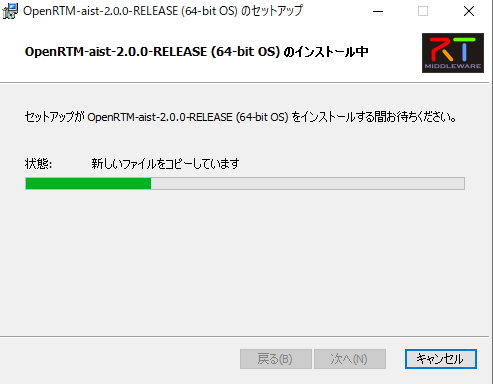 OpenRTM-aist-2.0.0-RELEASE (64-bit OS) のセットアップ
OpenRTM-aist-2.0.0-RELEASE (64-bit OS) のインストール中
RT
MIDDLEWARE
セットアップが OpenRTM-aist-2.0.0-RELEASE (64-bit OS) をインストールする間お待ちください。
状態: 新しいファイルをコピーしています
戻る(B) 次へ(N) キャンセル